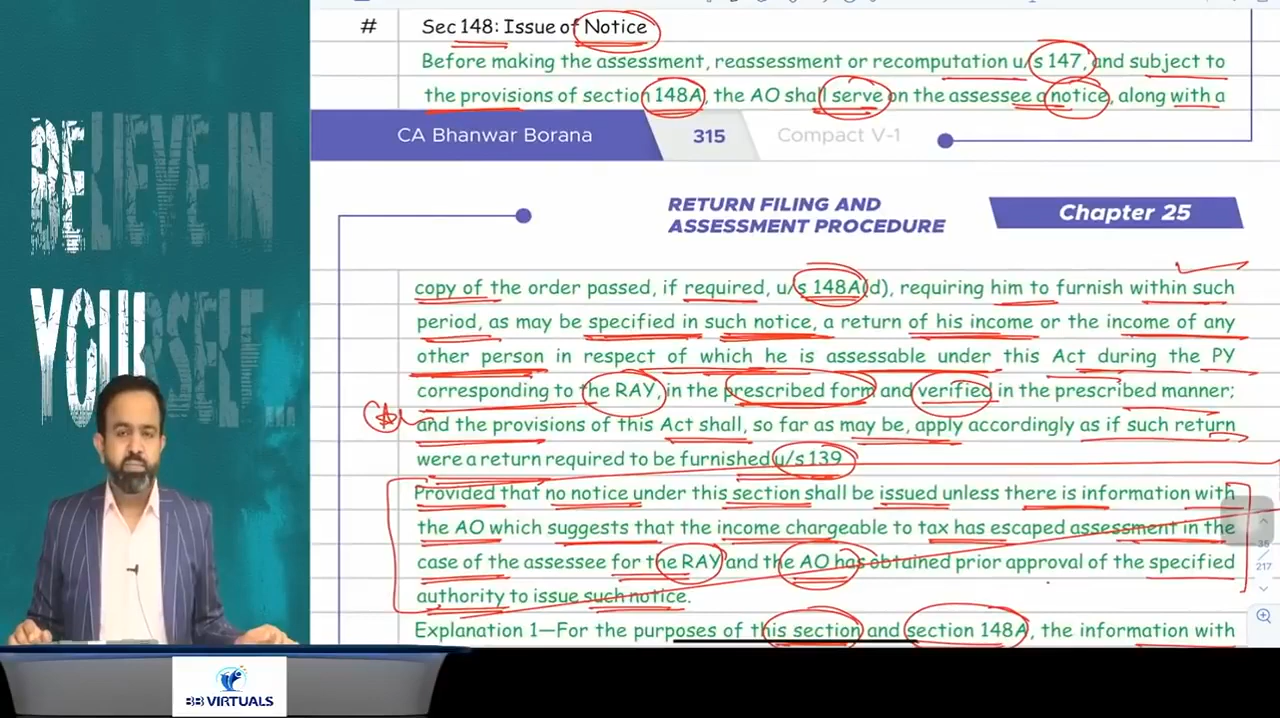 # Sec 148: Issue of Notice
Before making the assessment, reassessment or recomputation u/s 147, and subject to
the provisions of section 148A, the AO shall serve on the assessee a notice, along with a
CA Bhanwar Borana 315 Compact V-1
RETURN FILING AND
ASSESSMENT PROCEDURE
Chapter 25
copy of the order passed, if required, u/s 148A(d), requiring him to furnish within such
period, as may be specified in such notice, a return of his income or the income of any
other person in respect of which he is assessable under this Act during the PY
corresponding to the RAY, in the prescribed form and verified in the prescribed manner;
and the provisions of this Act shall, so far as may be, apply accordingly as if such return
were a return required to be furnished u/s 139
Provided that no notice under this section shall be issued unless there is information with
the AO which suggests that the income chargeable to tax has escaped assessment in the
case of the assessee for the RAY and the AO has obtained prior approval of the specified
authority to issue such notice.
Explanation 1—For the purposes of this section and section 148A, the information with
35
217
BELIEVE IN
YOURSELF...
BB VIRTUALS